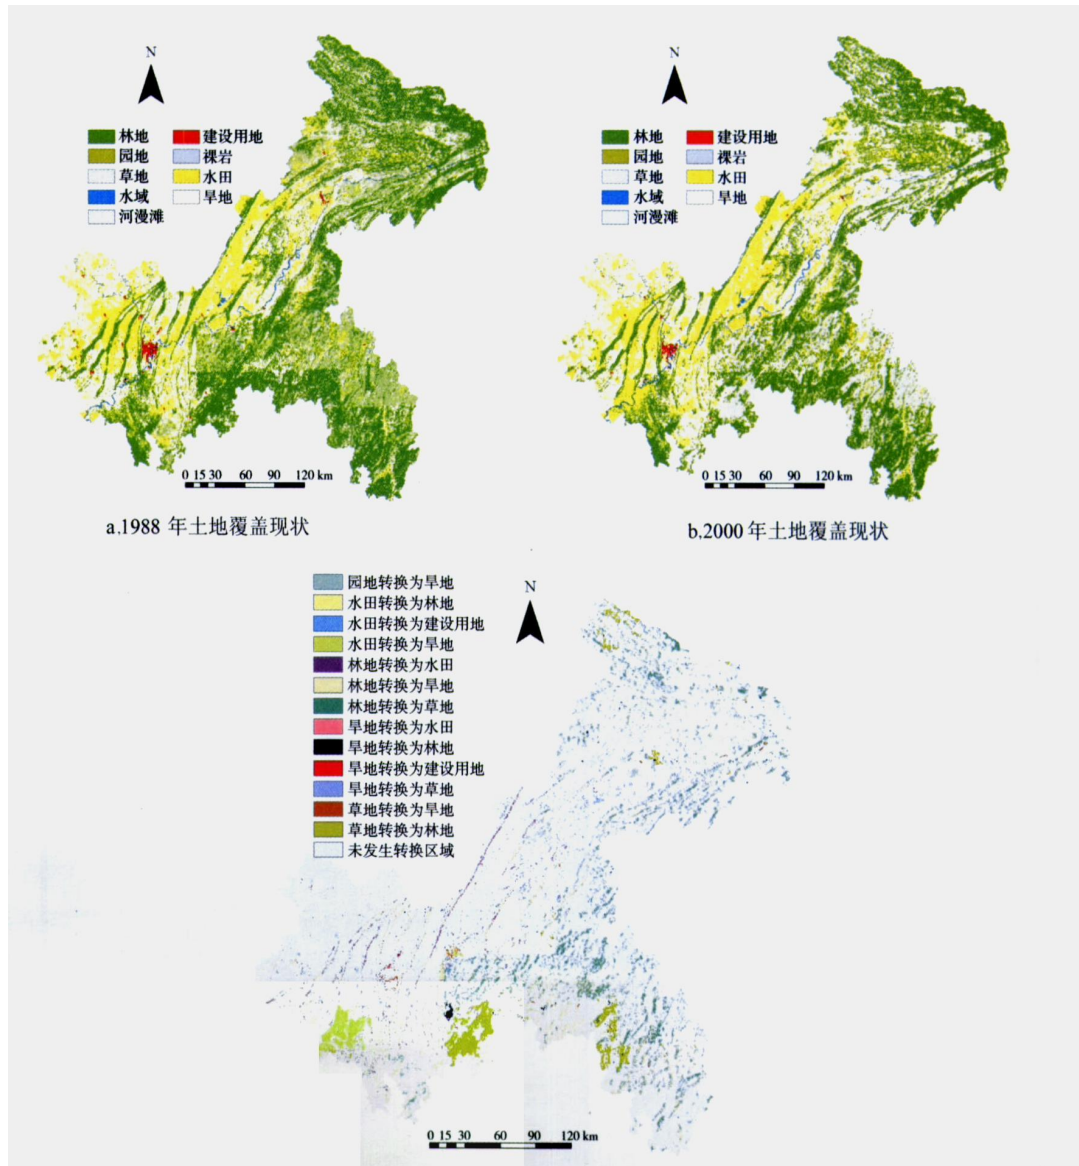 N
林地
建设用地
园地
裸岩
草地
水田
水域
旱地
河漫滩
0 15 30 60 90 120 km
a,1988 年土地覆盖现状
N
林地
建设用地
园地
裸岩
草地
水田
水域
旱地
河漫滩
0 15 30 60 90 120 km
b,2000 年土地覆盖现状
N
园地转换为旱地
水田转换为林地
水田转换为建设用地
水田转换为旱地
林地转换为水田
林地转换为旱地
林地转换为草地
旱地转换为水田
旱地转换为林地
旱地转换为建设用地
旱地转换为草地
草地转换为旱地
草地转换为林地
未发生转换区域
0 15 30 60 90 120 km